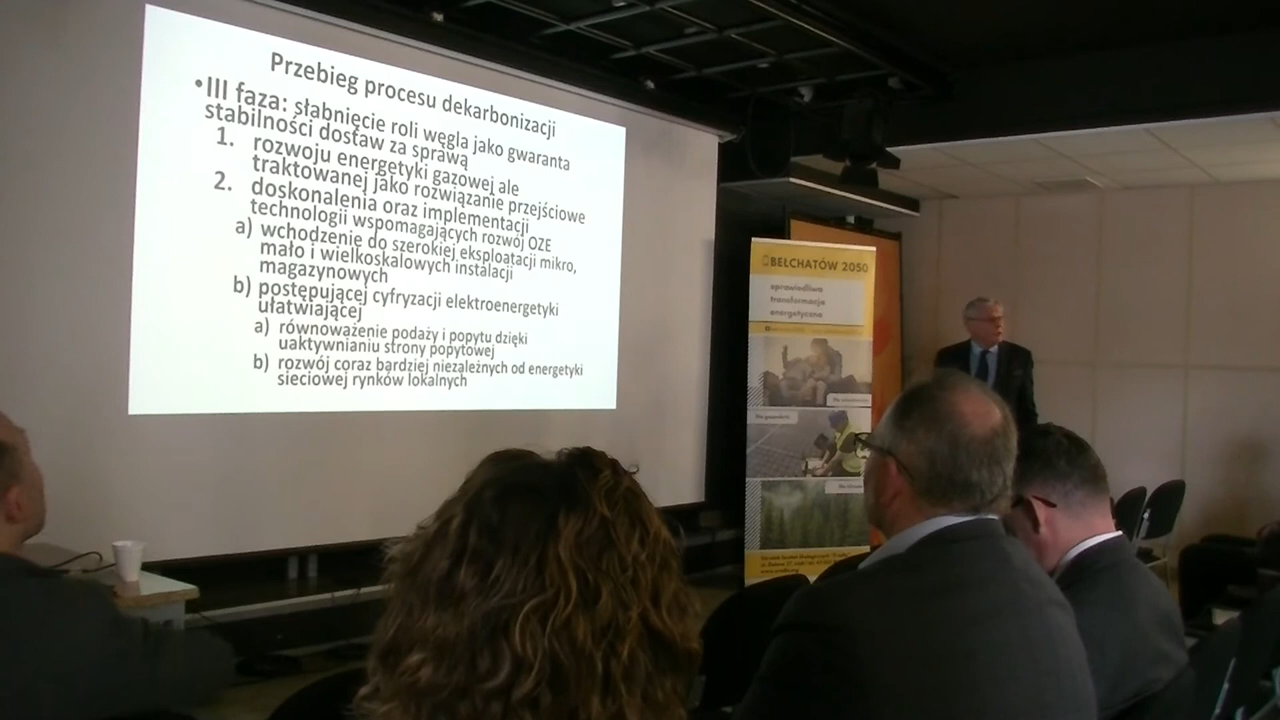 Przebieg procesu dekarbonizacji
•III faza: słabnięcie roli węgla jako gwaranta
stabilności dostaw za sprawą
1. rozwoju energetyki gazowej ale
traktowanej jako rozwiązanie przejściowe
2. doskonalenia oraz implementacji
technologii wspomagających rozwój OZE
a) wchodzenie do szerokiej eksploatacji mikro,
mało i wielkoskalowych instalacji
magazynowych
b) postępującej cyfryzacji elektroenergetyki
ułatwiającej
a) równoważenie podaży i popytu dzięki
uaktywnianiu strony popytowej
b) rozwój coraz bardziej niezależnych od energetyki
sieciowej rynków lokalnych
BEŁCHATÓW 2050
sprawiedliwa
transformacja
energetyczna